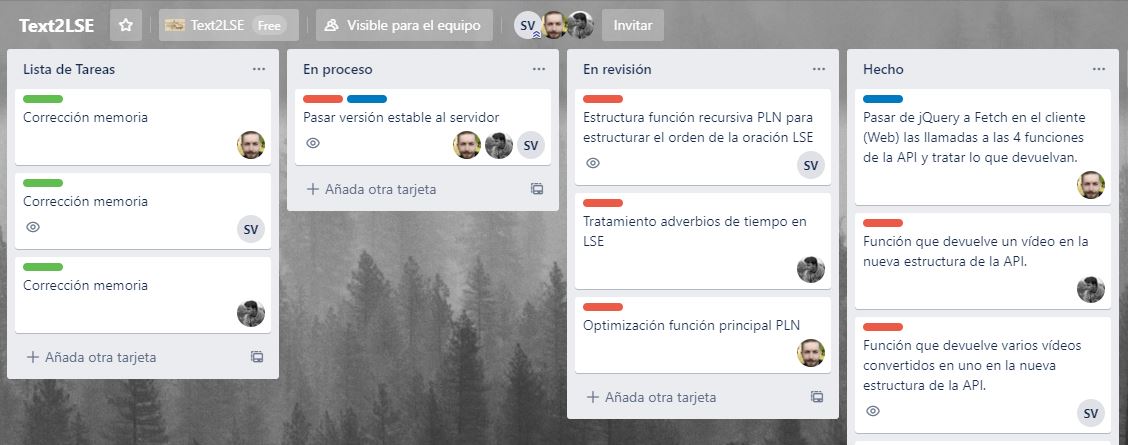 Text2LSE
Text2LSE Free
Visible para el equipo
SV
Invitar
Lista de Tareas
Corrección memoria
Corrección memoria
SV
Corrección memoria
Añada otra tarjeta
En proceso
Pasar versión estable al servidor
SV
Añada otra tarjeta
En revisión
Estructura función recursiva PLN para
estructurar el orden de la oración LSE
SV
Tratamiento adverbios de tiempo en
LSE
Optimización función principal PLN
Añada otra tarjeta
Hecho
Pasar de jQuery a Fetch en el cliente
(Web) las llamadas a las 4 funciones
de la API y tratar lo que devuelvan.
Función que devuelve un vídeo en la
nueva estructura de la API.
Función que devuelve varios vídeos
convertidos en uno en la nueva
estructura de la API.
SV